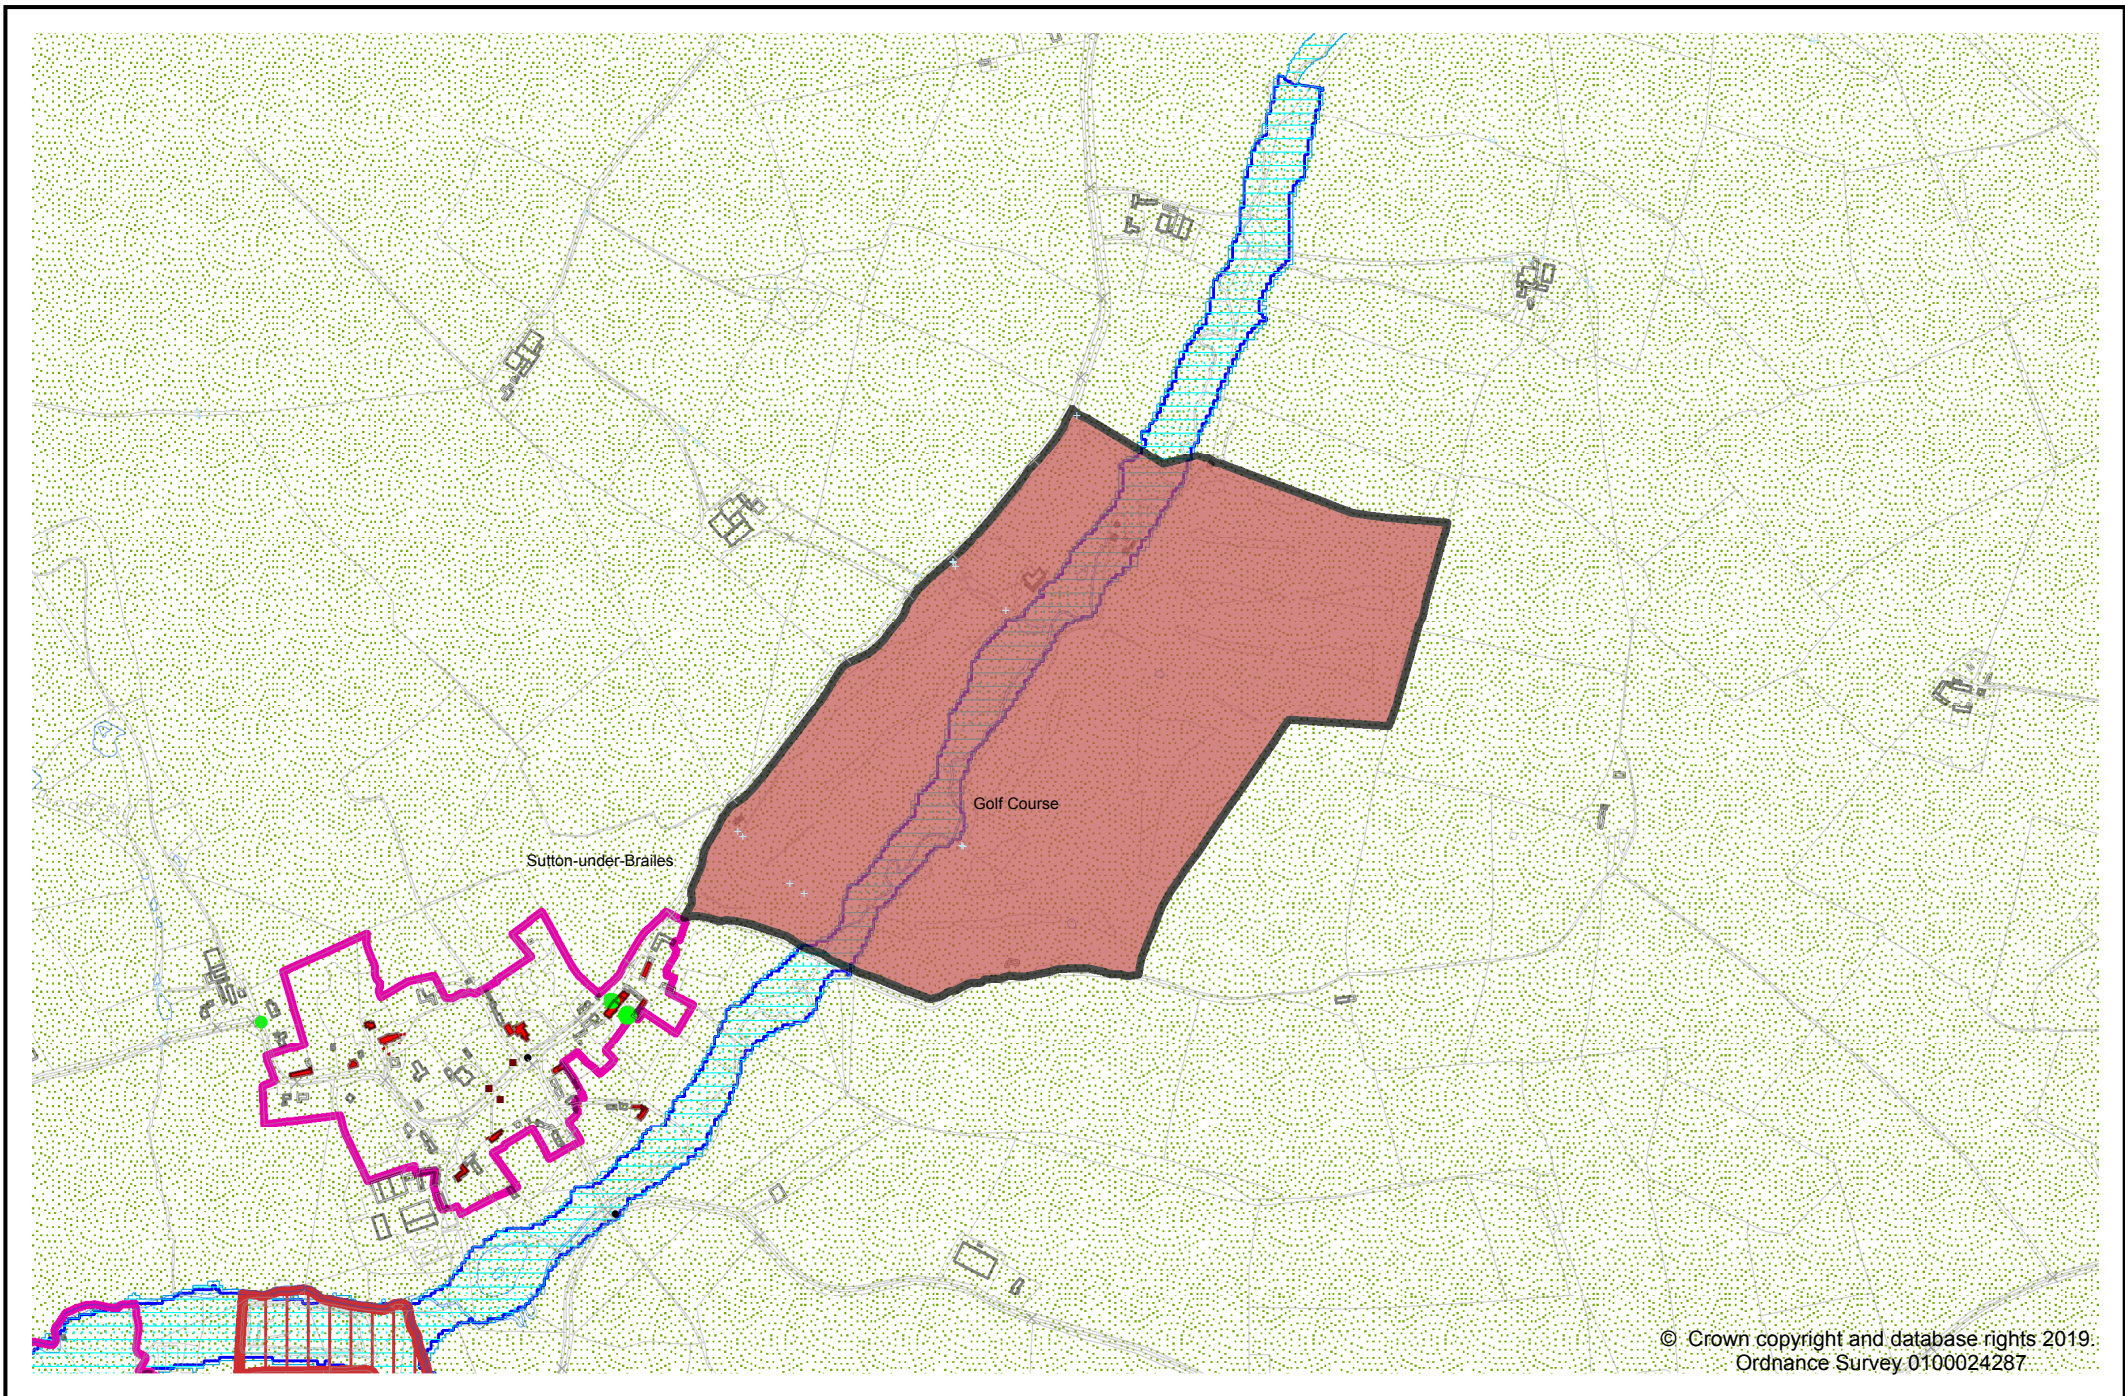 Golf Course
Sutton-under-Brailes
© Crown copyright and database rights 2019.
Ordnance Survey 0100024287